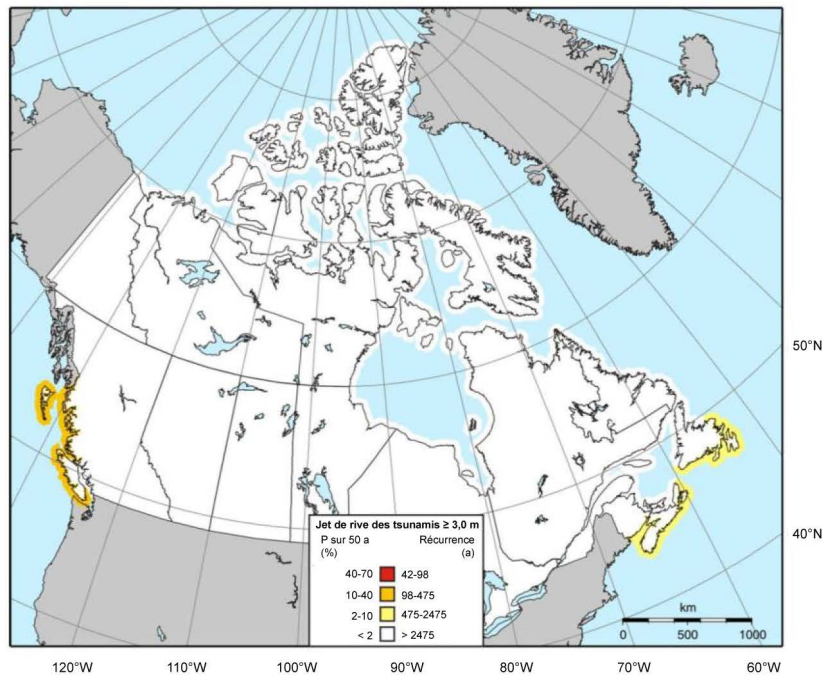 50°N
40°N
Jet de rive des tsunamis ≥ 3,0 m
P sur 50 a Récurrence
(%) (a)
40-70 42-98
10-40 98-475
2-10 475-2475
< 2 > 2475
km
0 500 1000
120°W 110°W 100°W 90°W 80°W 70°W 60°W